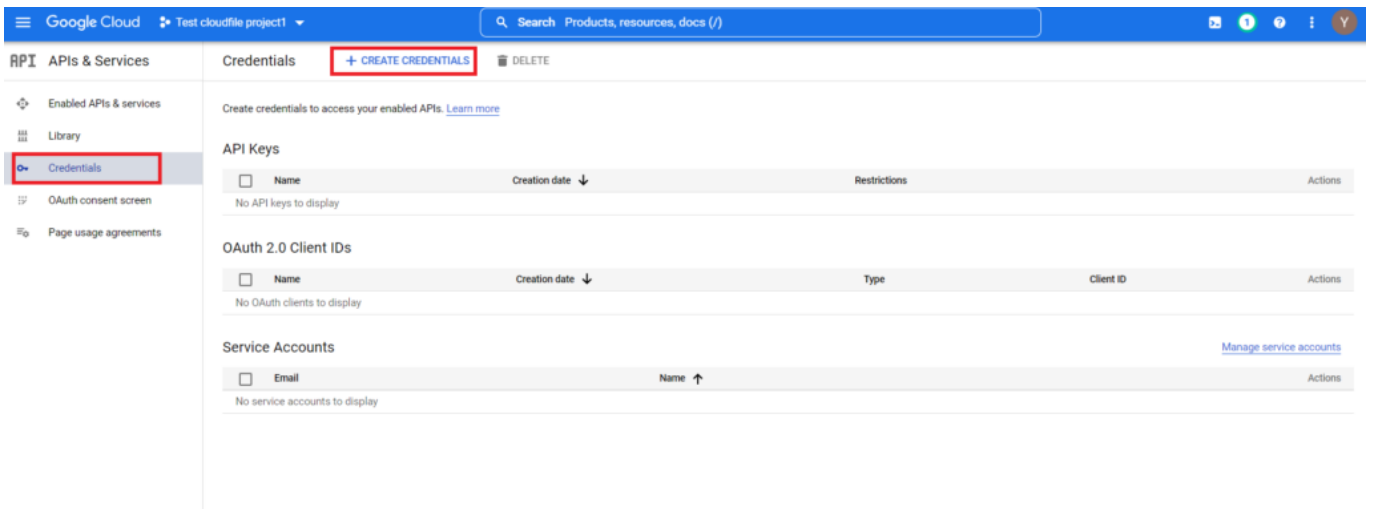 Google Cloud Test cloudfile project1 Search Products, resources, docs (/) 1 ? Y
API APIs & Services
Enabled APIs & services
Library
Credentials
OAuth consent screen
Page usage agreements
Credentials + CREATE CREDENTIALS DELETE
Create credentials to access your enabled APIs. Learn more
API Keys
Name Creation date Restrictions Actions
No API keys to display
OAuth 2.0 Client IDs
Name Creation date Type Client ID Actions
No OAuth clients to display
Service Accounts Manage service accounts
Email Name Actions
No service accounts to display